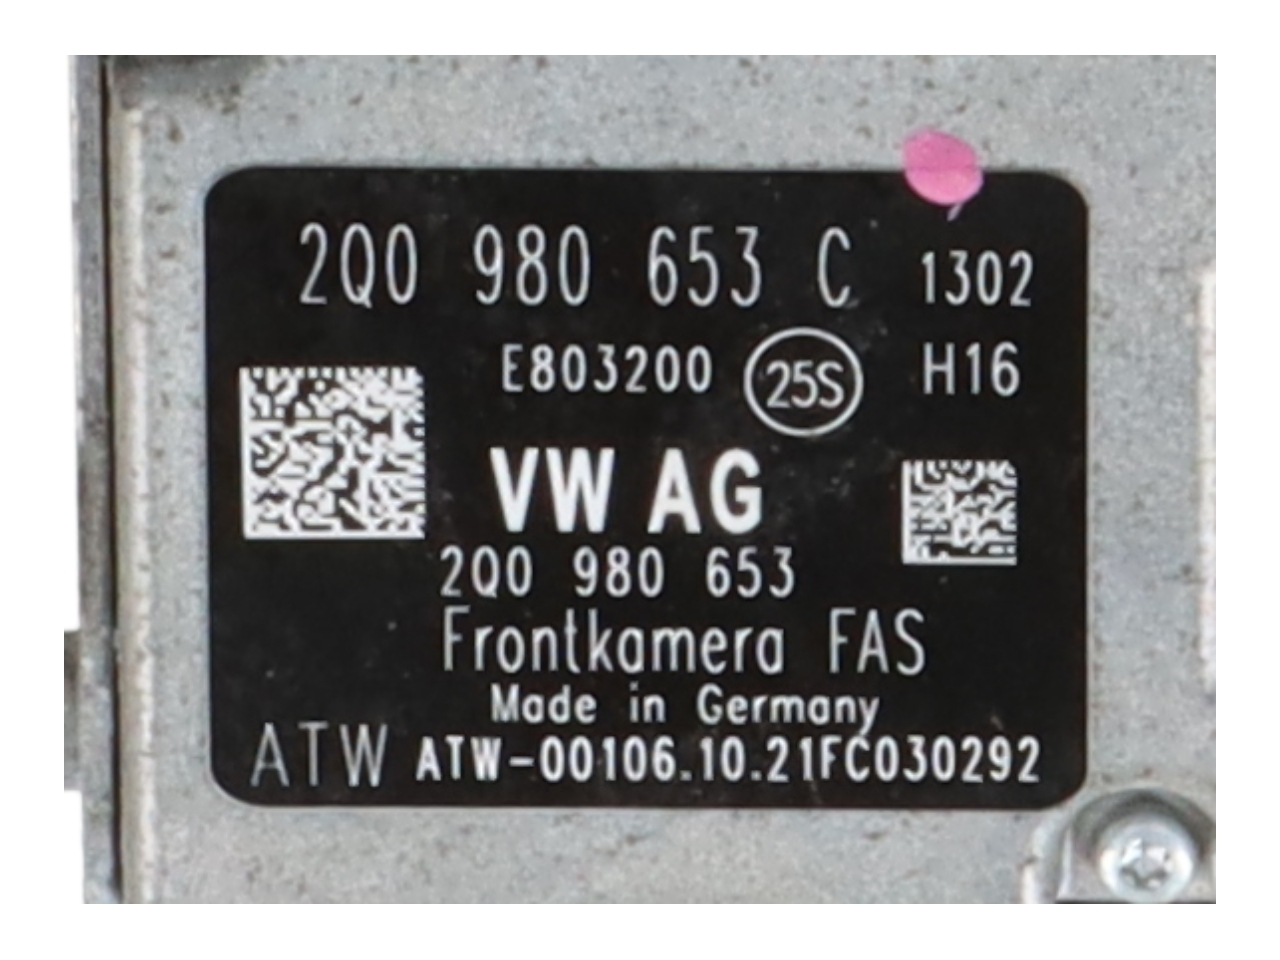 2Q0 980 653 C 1302
E803200 25S H16
VW AG
2Q0 980 653
Frontkamera FAS
Made in Germany
ATW ATW-00106.10.21FC030292